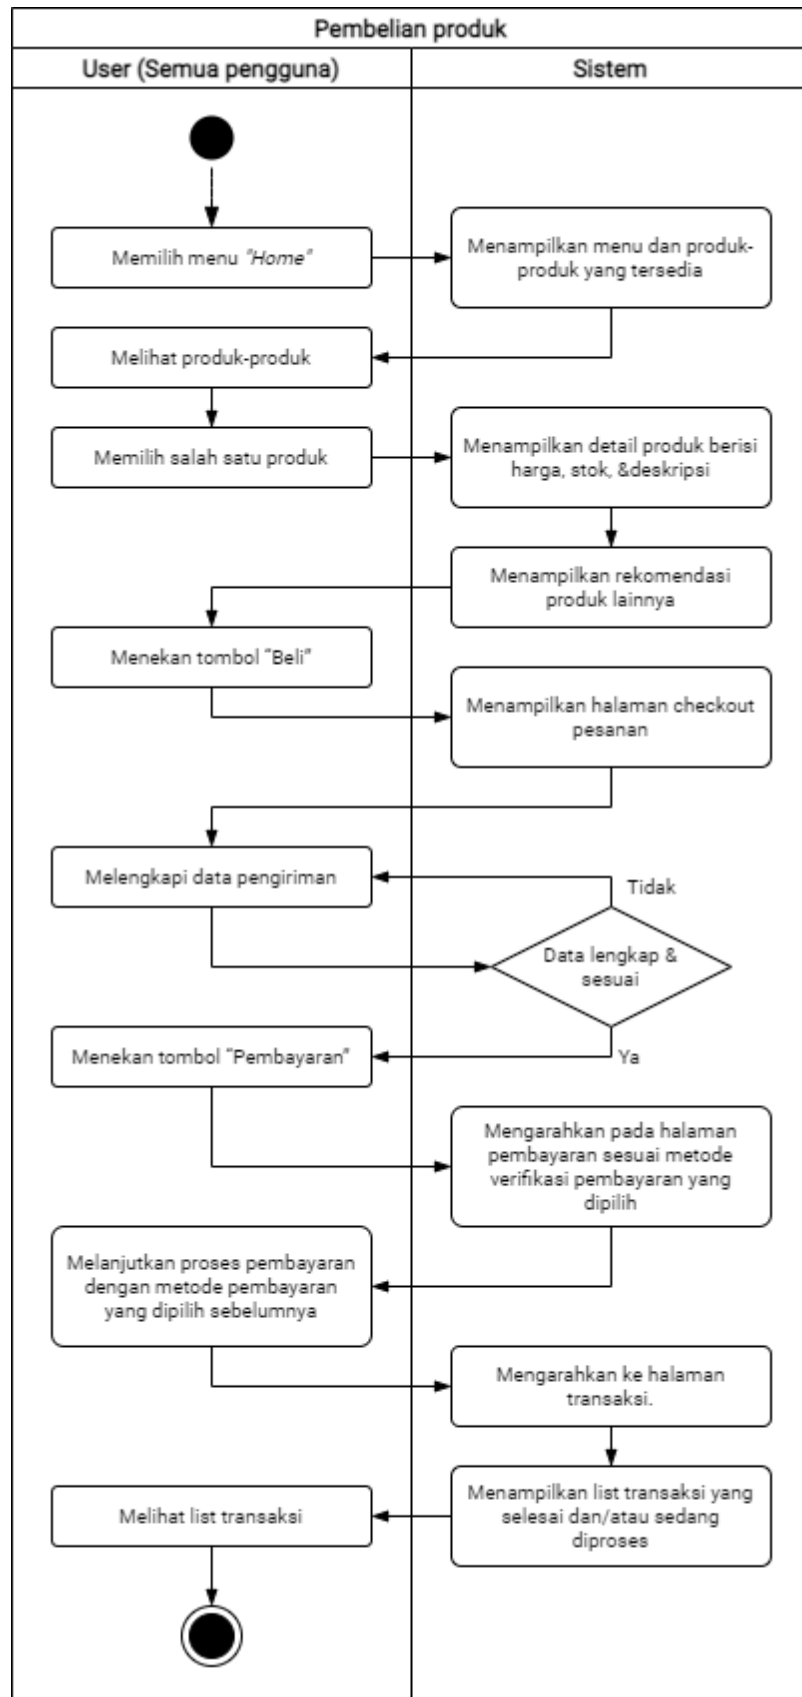 Pembelian produk
User (Semua pengguna)
Sistem
Memilih menu "Home"
Menampilkan menu dan produk-
produk yang tersedia
Melihat produk-produk
Memilih salah satu produk
Menampilkan detail produk berisi
harga, stok, &deskripsi
Menampilkan rekomendasi
produk lainnya
Menekan tombol “Beli”
Menampilkan halaman checkout
pesanan
Melengkapi data pengiriman
Tidak
Data lengkap &
sesuai
Menekan tombol “Pembayaran”
Ya
Mengarahkan pada halaman
pembayaran sesuai metode
verifikasi pembayaran yang
dipilih
Melanjutkan proses pembayaran
dengan metode pembayaran
yang dipilih sebelumnya
Mengarahkan ke halaman
transaksi.
Menampilkan list transaksi yang
selesai dan/atau sedang
diproses
Melihat list transaksi